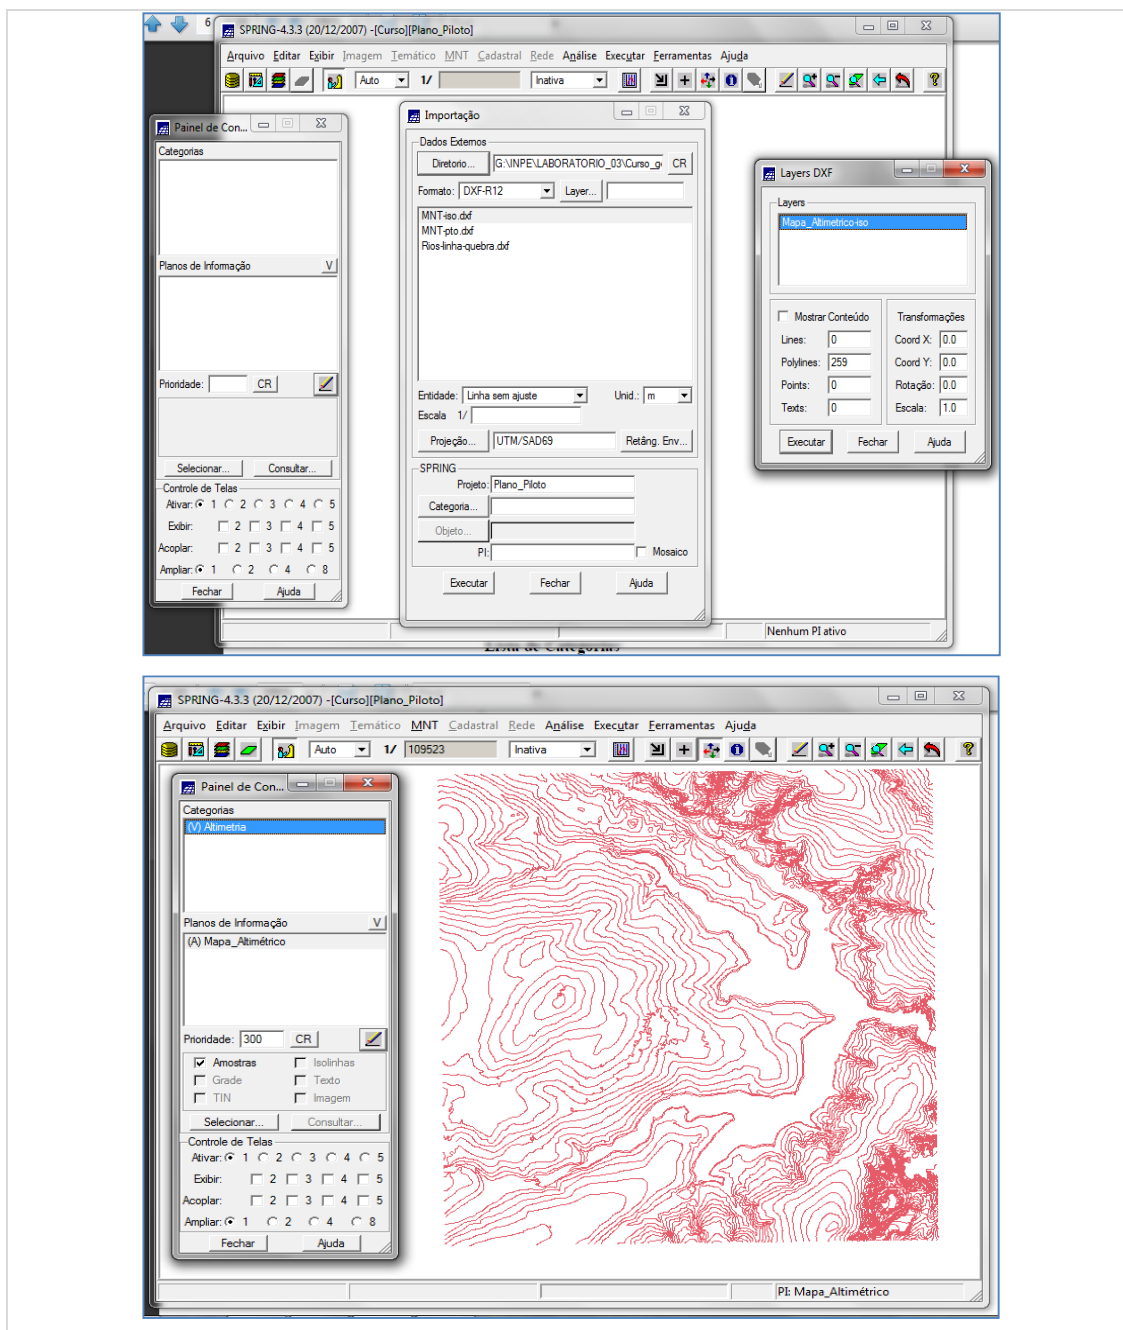 6
SPRING-4.3.3 (20/12/2007) -[Curso][Plano_Piloto]
Arquivo Editar Exibir Imagem Temático MNT Cadastral Rede Análise Executar Ferramentas Ajuda
Auto 1/ Inativa
Painel de Con...
Categorias
Planos de Informação V
Prioridade: CR
Selecionar... Consultar...
Controle de Telas
Ativar: 1 2 3 4 5
Exibir: 2 3 4 5
Acoplar: 2 3 4 5
Ampliar: 1 2 4 8
Fechar Ajuda
Importação
Dados Externos
Diretorio... G:\INPE\LABORATORIO_03\Curso_g CR
Formato: DXF-R12 Layer...
MNT-iso.dxf
MNT-pto.dxf
Rios-linha-quebra.dxf
Entidade: Linha sem ajuste Unid.: m
Escala 1/
Projeção... UTM/SAD69 Retâng. Env...
SPRING
Projeto: Plano_Piloto
Categoria...
Objeto...
PI: Mosaico
Executar Fechar Ajuda
Layers DXF
Layers
Mapa_Altimetrico-iso
Mostrar Conteúdo
Lines: 0
Polylines: 259
Points: 0
Texts: 0
Transformações
Coord X: 0.0
Coord Y: 0.0
Rotação: 0.0
Escala: 1.0
Executar Fechar Ajuda
Nenhum PI ativo
Lista de Categorias
SPRING-4.3.3 (20/12/2007) -[Curso][Plano_Piloto]
Arquivo Editar Exibir Imagem Temático MNT Cadastral Rede Análise Executar Ferramentas Ajuda
Auto 1/ 109523 Inativa
Painel de Con...
Categorias
(V) Altimetria
Planos de Informação V
(A) Mapa_Altimétrico
Prioridade: 300 CR
Amostras Isolinhas
Grade Texto
TIN Imagem
Selecionar... Consultar...
Controle de Telas
Ativar: 1 2 3 4 5
Exibir: 2 3 4 5
Acoplar: 2 3 4 5
Ampliar: 1 2 4 8
Fechar Ajuda
PI: Mapa_Altimétrico